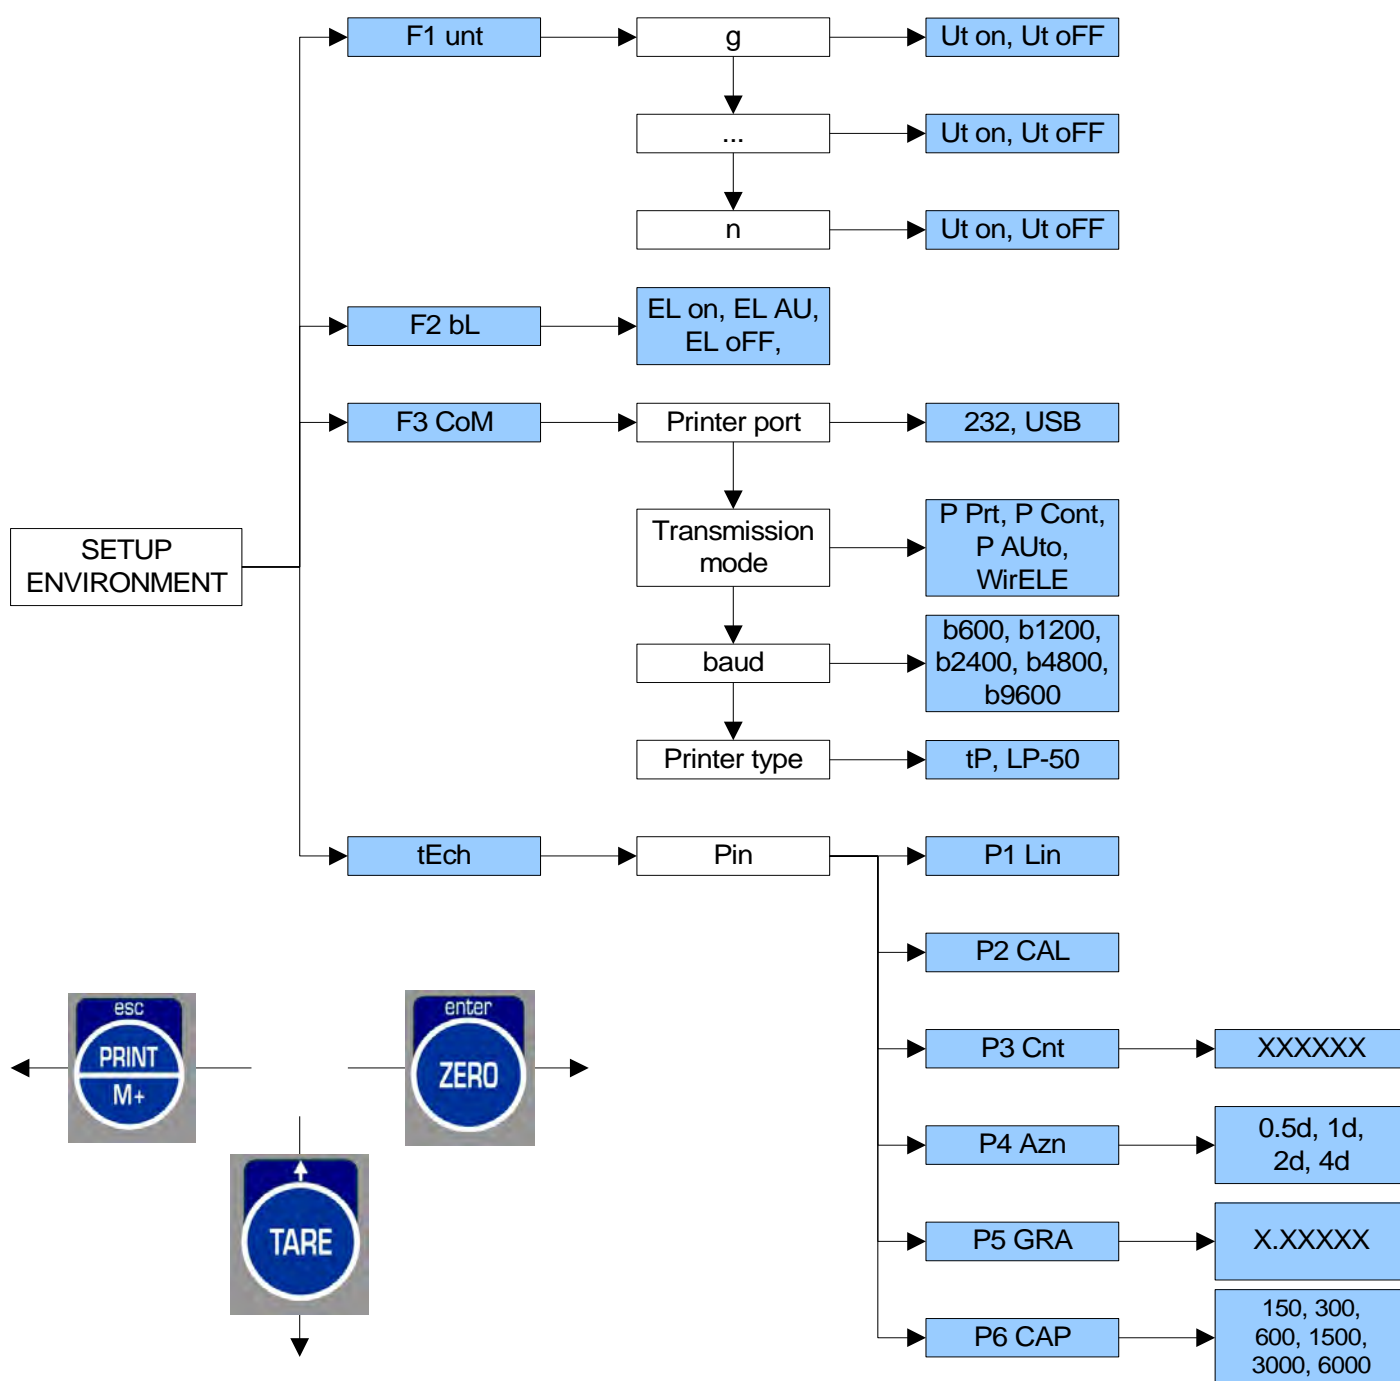 F1 unt
g
Ut on, Ut oFF
...
Ut on, Ut oFF
n
Ut on, Ut oFF
F2 bL
EL on, EL AU,
EL oFF,
F3 CoM
Printer port
232, USB
SETUP
ENVIRONMENT
Transmission
mode
P Prt, P Cont,
P AUto,
WirELE
baud
b600, b1200,
b2400, b4800,
b9600
Printer type
tP, LP-50
tEch
Pin
P1 Lin
P2 CAL
P3 Cnt
XXXXXX
P4 Azn
0.5d, 1d,
2d, 4d
P5 GRA
X.XXXXX
P6 CAP
150, 300,
600, 1500,
3000, 6000
esc
PRINT
M+
enter
ZERO
TARE